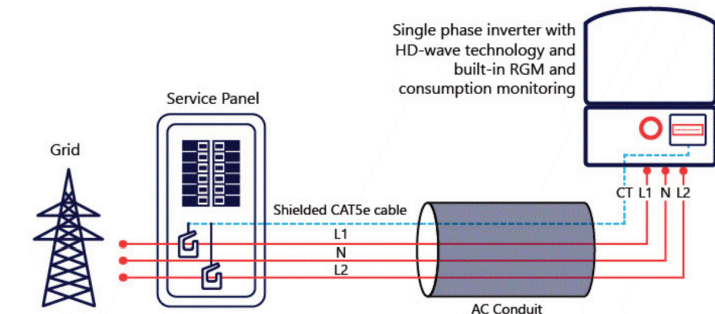 Single phase inverter with
HD-wave technology and
built-in RGM and
consumption monitoring
Service Panel
Grid
CT L1 N L2
Shielded CAT5e cable
L1
N
L2
AC Conduit